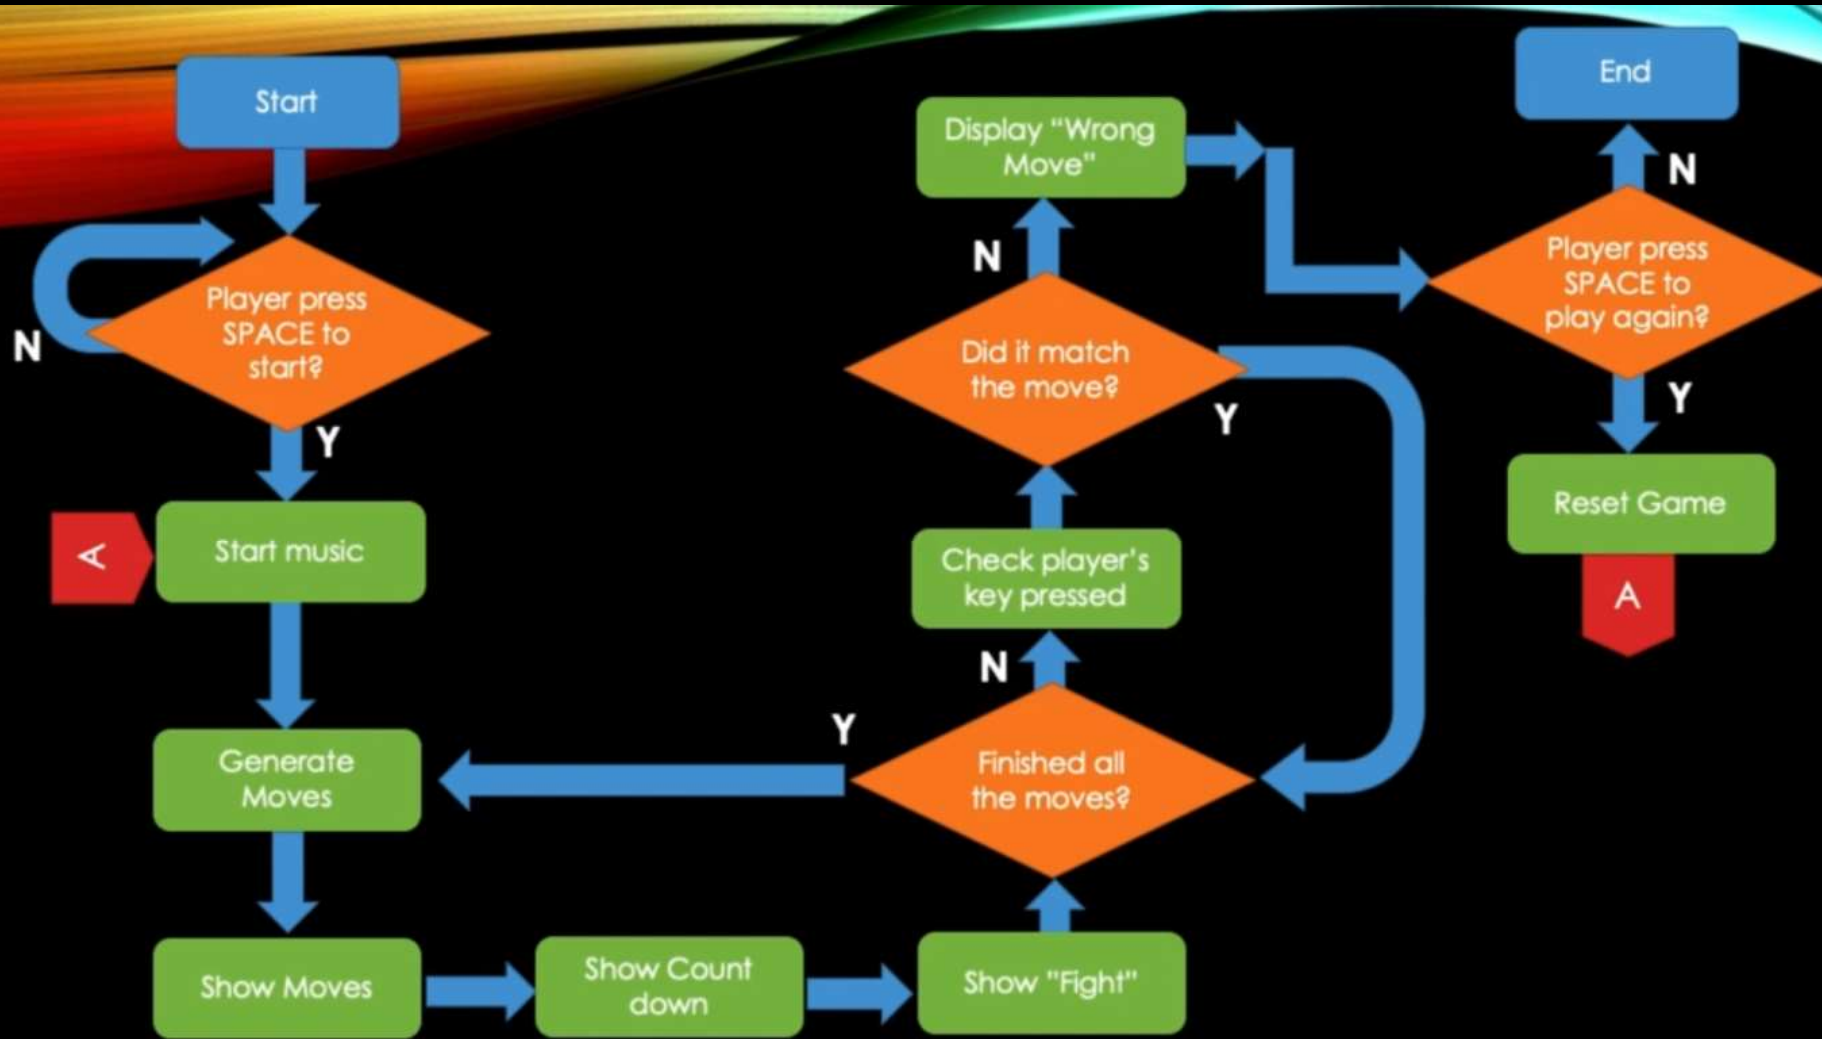 Start
Player press
SPACE to
start?
N
Y
A
Start music
Generate
Moves
Show Moves
Show Count
down
Show "Fight"
Finished all
the moves?
Y
N
Check player's
key pressed
Did it match
the move?
Y
N
Display “Wrong
Move”
Player press
SPACE to
play again?
N
End
Y
Reset Game
A